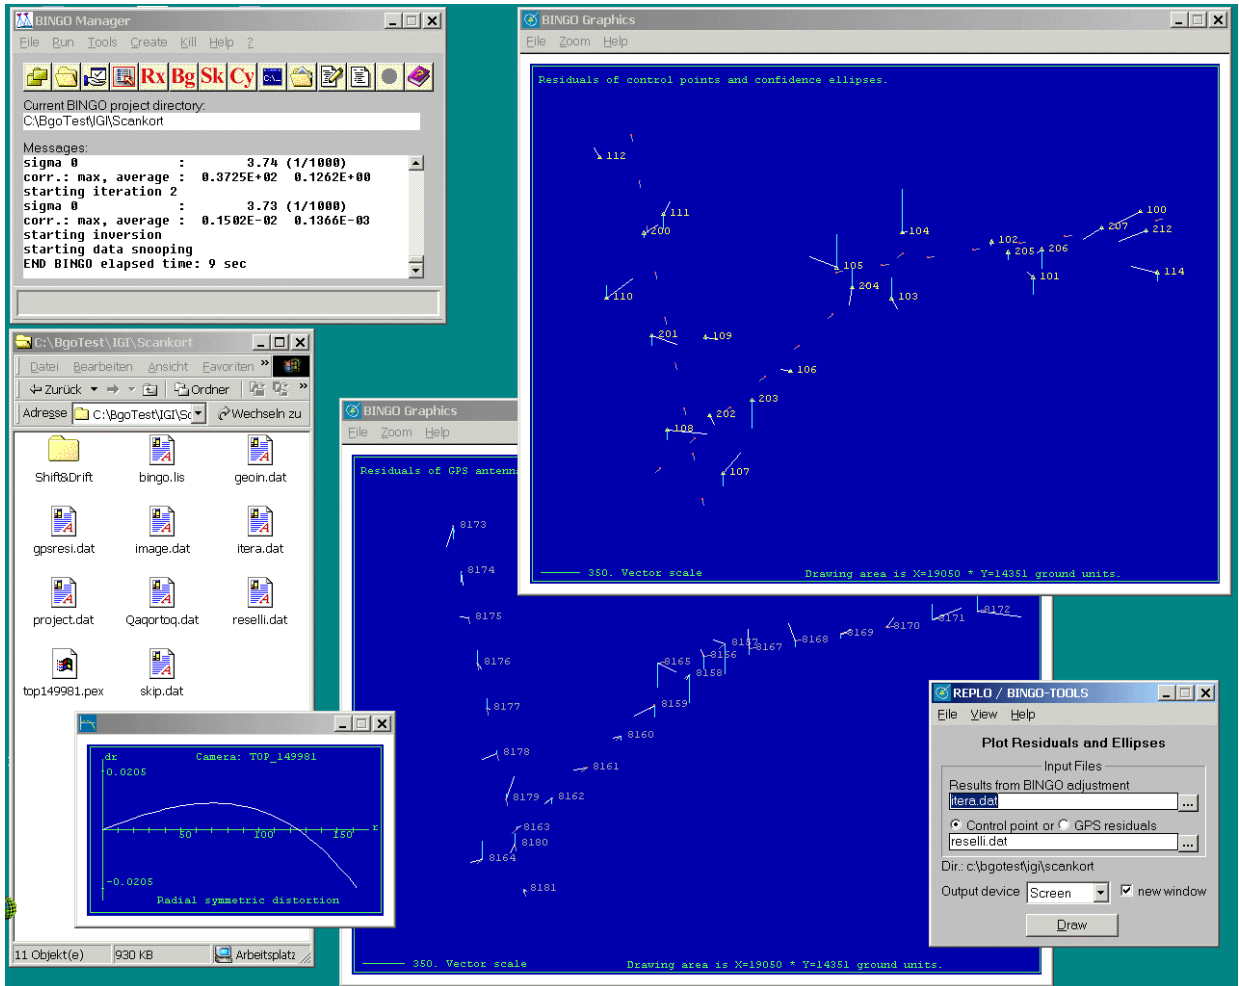 BINGO Manager
File Run Tools Create Kill Help ?
Rx Bg Sk Cy C:\_
Current BINGO project directory:
C:\BgoTest\IGI\Scankort
Messages:
sigma 0 : 3.74 (1/1000)
corr.: max, average : 0.3725E+02 0.1262E+00
starting iteration 2
sigma 0 : 3.73 (1/1000)
corr.: max, average : 0.1502E-02 0.1366E-03
starting inversion
starting data snooping
END BINGO elapsed time: 9 sec
BINGO Graphics
File Zoom Help
Residuals of control points and confidence ellipses.
112
111
200
100
104
207
212
102
205
206
105
114
101
204
103
110
201
109
106
203
202
108
107
350. Vector scale Drawing area is X=19050 * Y=14351 ground units.
C:\BgoTest\IGI\Scankort
Datei Bearbeiten Ansicht Favoriten »
Zurück Ordner »
Adresse C:\BgoTest\IGI\Sc Wechseln zu
Shift&Drift bingo.lis geoin.dat
gpsresi.dat image.dat itera.dat
project.dat Qaqortoq.dat reselli.dat
top149981.pex skip.dat
11 Objekt(e) 930 KB Arbeitsplatz
BINGO Graphics
File Zoom Help
Residuals of GPS antenn
8173
8174
8175
8172
8171
8170
8169
8168
8167
8157
8156
8165
8158
8176
8177
8159
8160
8178
8161
8179
8162
8163
8180
8164
8181
350. Vector scale Drawing area is X=19050 * Y=14351 ground units.
dr Camera: TOP_149981
0.0205
50 100 150 r
-0.0205
Radial symmetric distortion
REPLO / BINGO-TOOLS
File View Help
Plot Residuals and Ellipses
Input Files
Results from BINGO adjustment
itera.dat ...
Control point or GPS residuals
reselli.dat ...
Dir.: c:\bgotest\igi\scankort
Output device Screen new window
Draw